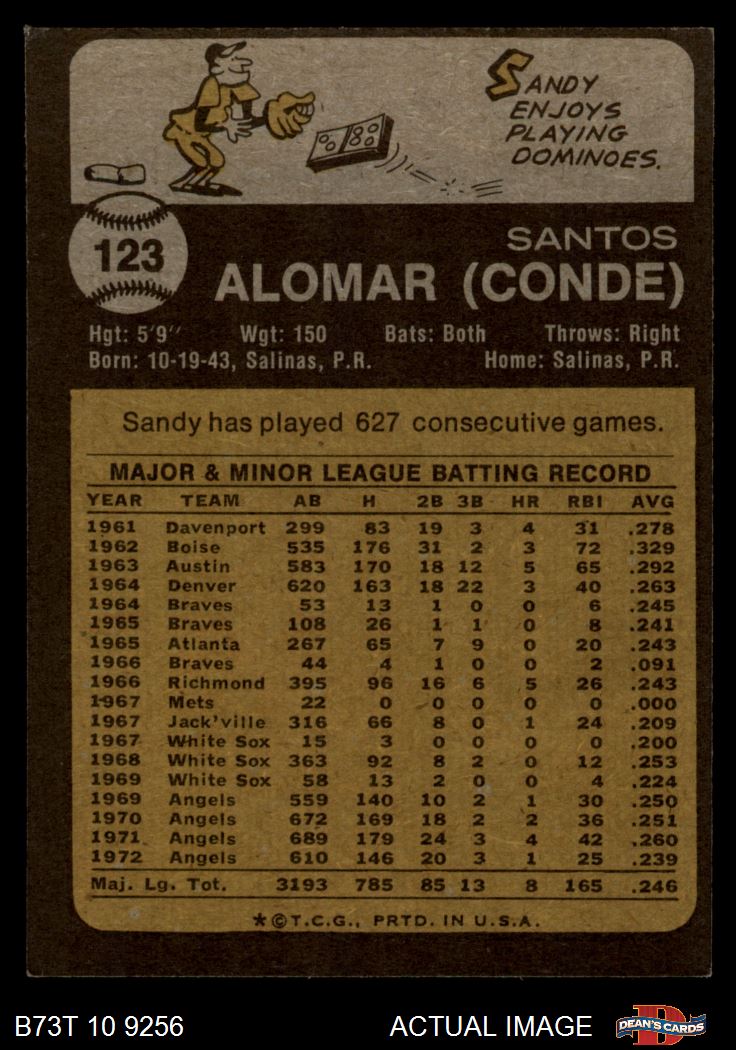 SANDY
ENJOYS
PLAYING
DOMINOES.
123
SANTOS
ALOMAR (CONDE)
Hgt: 5'9" Wgt: 150 Bats: Both Throws: Right
Born: 10-19-43, Salinas, P.R. Home: Salinas, P.R.
Sandy has played 627 consecutive games.
MAJOR & MINOR LEAGUE BATTING RECORD
YEAR TEAM AB H 2B 3B HR RBI AVG
1961 Davenport 299 83 19 3 4 31 .278
1962 Boise 535 176 31 2 3 72 .329
1963 Austin 583 170 18 12 5 65 .292
1964 Denver 620 163 18 22 3 40 .263
1964 Braves 53 13 1 0 0 6 .245
1965 Braves 108 26 1 1 0 8 .241
1965 Atlanta 267 65 7 9 0 20 .243
1966 Braves 44 4 1 0 0 2 .091
1966 Richmond 395 96 16 6 5 26 .243
1967 Mets 22 0 0 0 0 0 .000
1967 Jack'ville 316 66 8 0 1 24 .209
1967 White Sox 15 3 0 0 0 0 .200
1968 White Sox 363 92 8 2 0 12 .253
1969 White Sox 58 13 2 0 0 4 .224
1969 Angels 559 140 10 2 1 30 .250
1970 Angels 672 169 18 2 2 36 .251
1971 Angels 689 179 24 3 4 42 .260
1972 Angels 610 146 20 3 1 25 .239
Maj. Lg. Tot. 3193 785 85 13 8 165 .246
★©T.C.G., PRTD. IN U.S.A.
B73T 10 9256 ACTUAL IMAGE DEAN'S CARDS